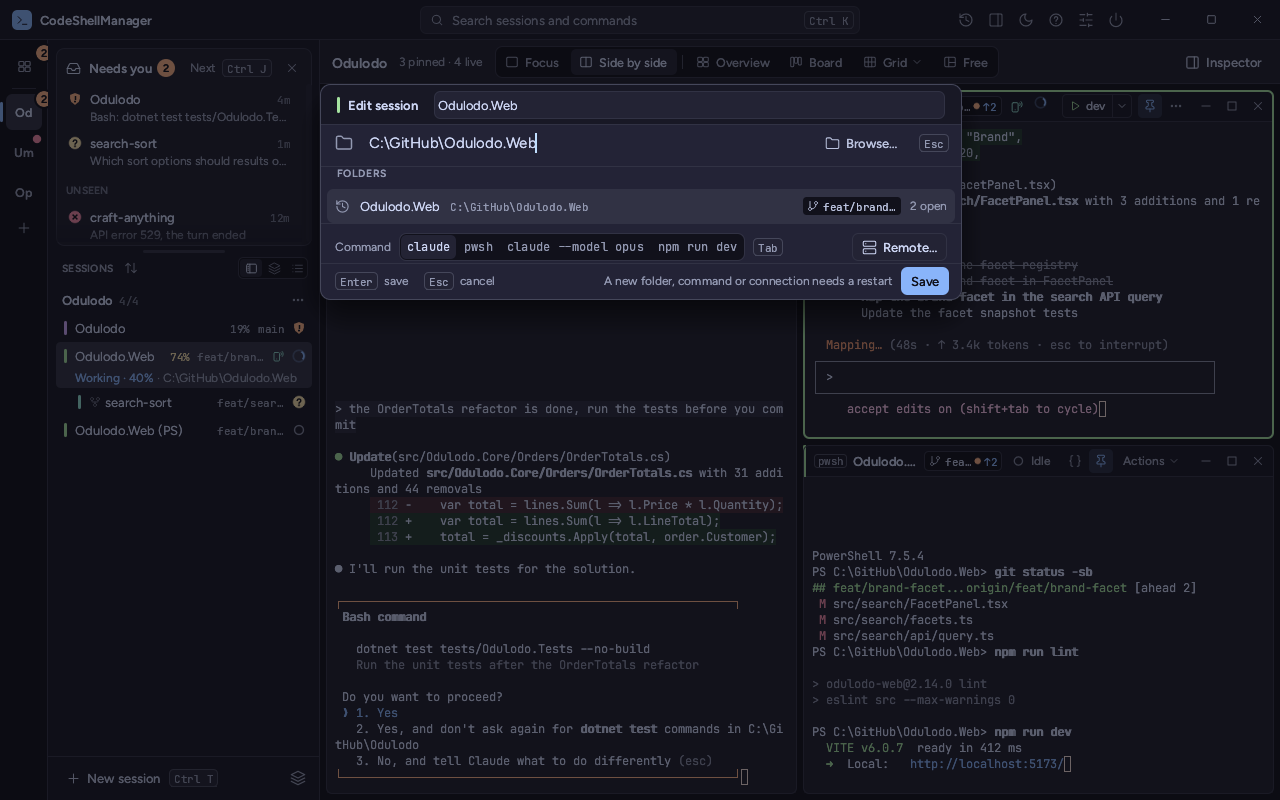 CodeShellManager
Search sessions and commands
Ctrl K
Needs you 2 Next Ctrl J
Odulodo 4m
Bash: dotnet test tests/Odulodo.Te...
search-sort 1m
Which sort options should results o...
UNSEEN
craft-anything 12m
API error 529, the turn ended
2
Od 2
Um
Op
SESSIONS
Odulodo 4/4
Odulodo 19% main
Odulodo.Web 74% feat/bran...
Working · 40% · C:\GitHub\Odulodo.Web
search-sort feat/sear...
Odulodo.Web (PS) feat/bran...
New session Ctrl T
Odulodo 3 pinned · 4 live
Focus Side by side Overview Board Grid Free
Inspector
Edit session Odulodo.Web
C:\GitHub\Odulodo.Web Browse... Esc
FOLDERS
Odulodo.Web C:\GitHub\Odulodo.Web feat/brand... 2 open
Command claude pwsh claude --model opus npm run dev Tab Remote...
Enter save Esc cancel A new folder, command or connection needs a restart Save
> the OrderTotals refactor is done, run the tests before you com
mit
● Update(src/Odulodo.Core/Orders/OrderTotals.cs)
Updated src/Odulodo.Core/Orders/OrderTotals.cs with 31 addi
tions and 44 removals
112 - var total = lines.Sum(l => l.Price * l.Quantity);
112 + var total = lines.Sum(l => l.LineTotal);
113 + total = _discounts.Apply(total, order.Customer);
● I'll run the unit tests for the solution.
Bash command
dotnet test tests/Odulodo.Tests --no-build
Run the unit tests after the OrderTotals refactor
Do you want to proceed?
❯ 1. Yes
2. Yes, and don't ask again for dotnet test commands in C:\Gi
tHub\Odulodo
3. No, and tell Claude what to do differently (esc)
↑2 dev
"Brand",
20,
acetPanel.tsx)
h/FacetPanel.tsx with 3 additions and 1 re
facet registry
facet in FacetPanel
facet in the search API query
Update the facet snapshot tests
Mapping… (48s · ↑ 3.4k tokens · esc to interrupt)
>
accept edits on (shift+tab to cycle)
pwsh Odulodo.... fea... ↑2 Idle {} Actions
PowerShell 7.5.4
PS C:\GitHub\Odulodo.Web> git status -sb
## feat/brand-facet...origin/feat/brand-facet [ahead 2]
M src/search/FacetPanel.tsx
M src/search/facets.ts
M src/search/api/query.ts
PS C:\GitHub\Odulodo.Web> npm run lint
> odulodo-web@2.14.0 lint
> eslint src --max-warnings 0
PS C:\GitHub\Odulodo.Web> npm run dev
VITE v6.0.7 ready in 412 ms
➜ Local: http://localhost:5173/